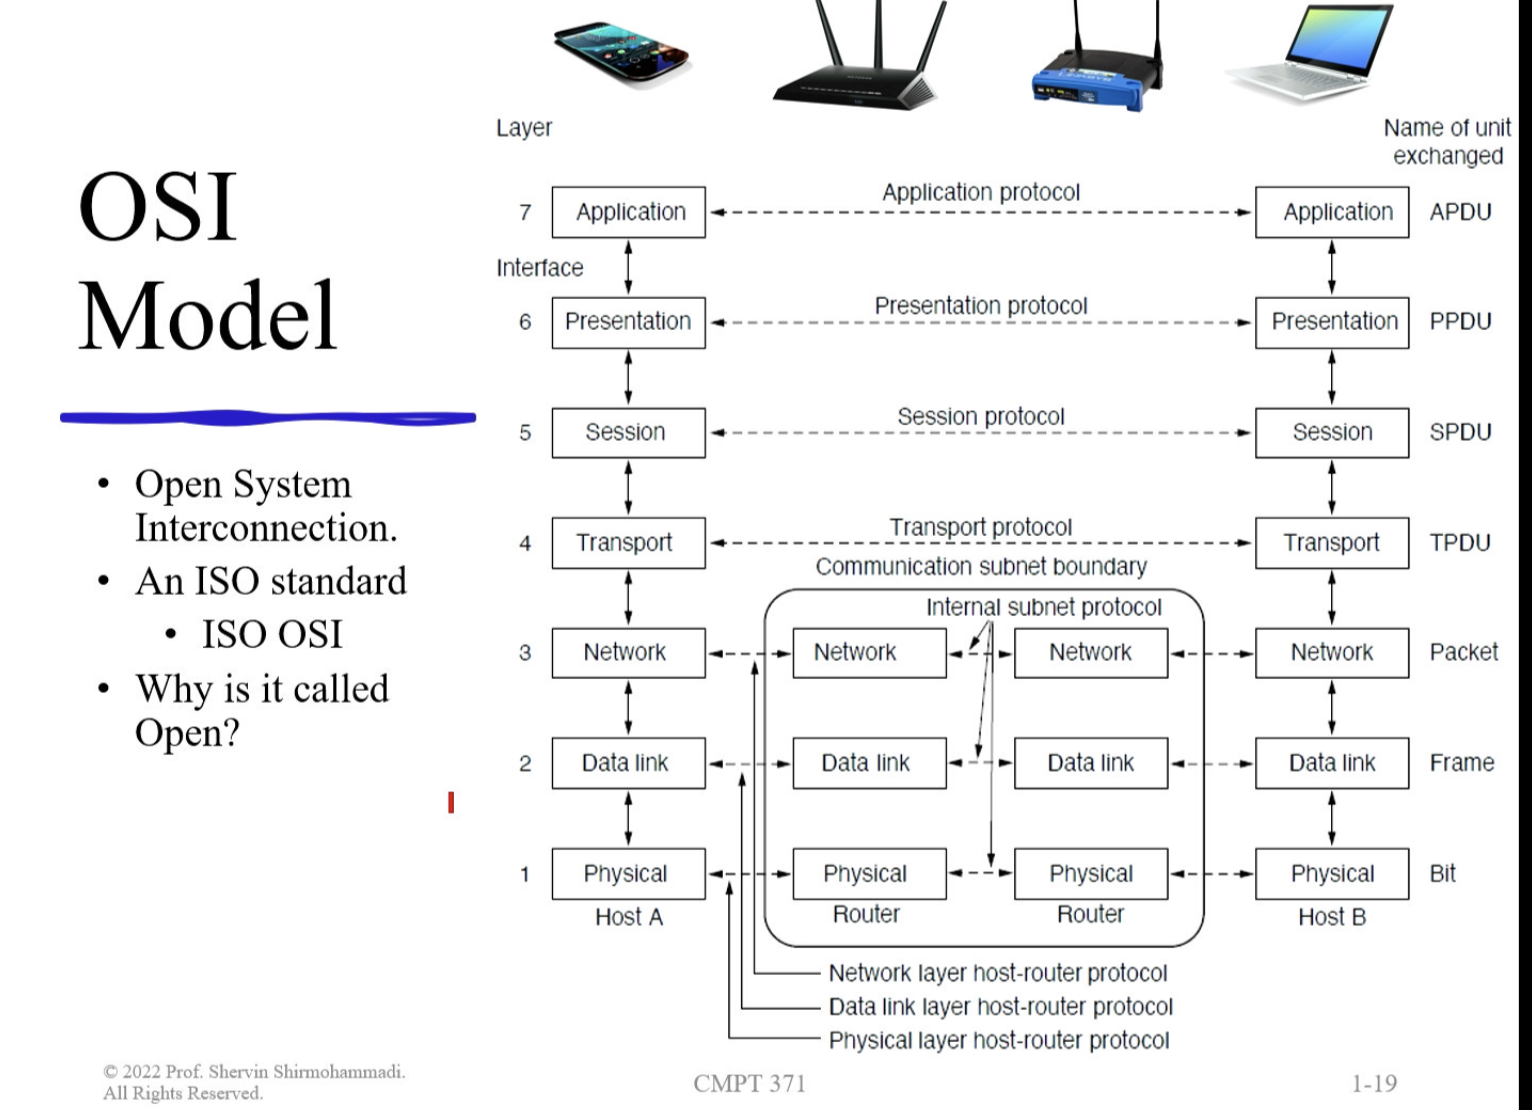 OSI
Model
• Open System
Interconnection.
• An ISO standard
• ISO OSI
• Why is it called
Open?
Layer
Name of unit
exchanged
7 Application Application protocol Application APDU
Interface
6 Presentation Presentation protocol Presentation PPDU
5 Session Session protocol Session SPDU
4 Transport Transport protocol Transport TPDU
Communication subnet boundary
Internal subnet protocol
3 Network Network Network Network Packet
2 Data link Data link Data link Data link Frame
1 Physical Physical Physical Physical Bit
Host A Router Router Host B
Network layer host-router protocol
Data link layer host-router protocol
Physical layer host-router protocol
© 2022 Prof. Shervin Shirmohammadi.
All Rights Reserved.
CMPT 371
1-19